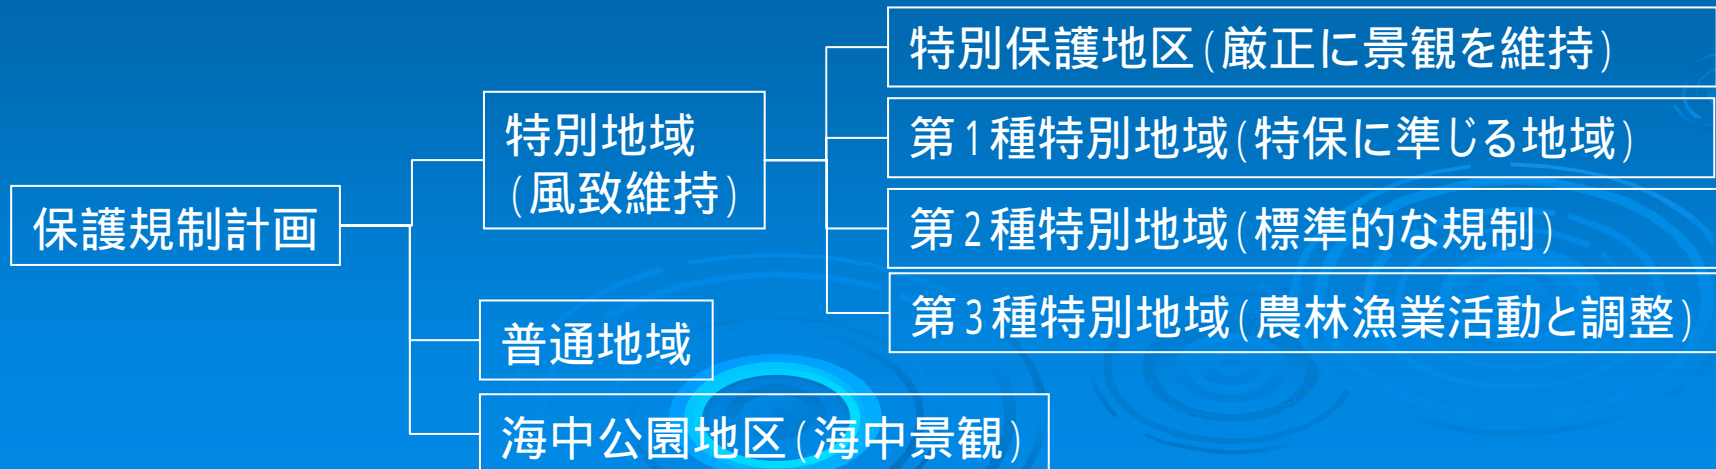 保護規制計画
特別地域
(風致維持)
普通地域
海中公園地区(海中景観)
特別保護地区(厳正に景観を維持)
第1種特別地域(特保に準じる地域)
第2種特別地域(標準的な規制)
第3種特別地域(農林漁業活動と調整)